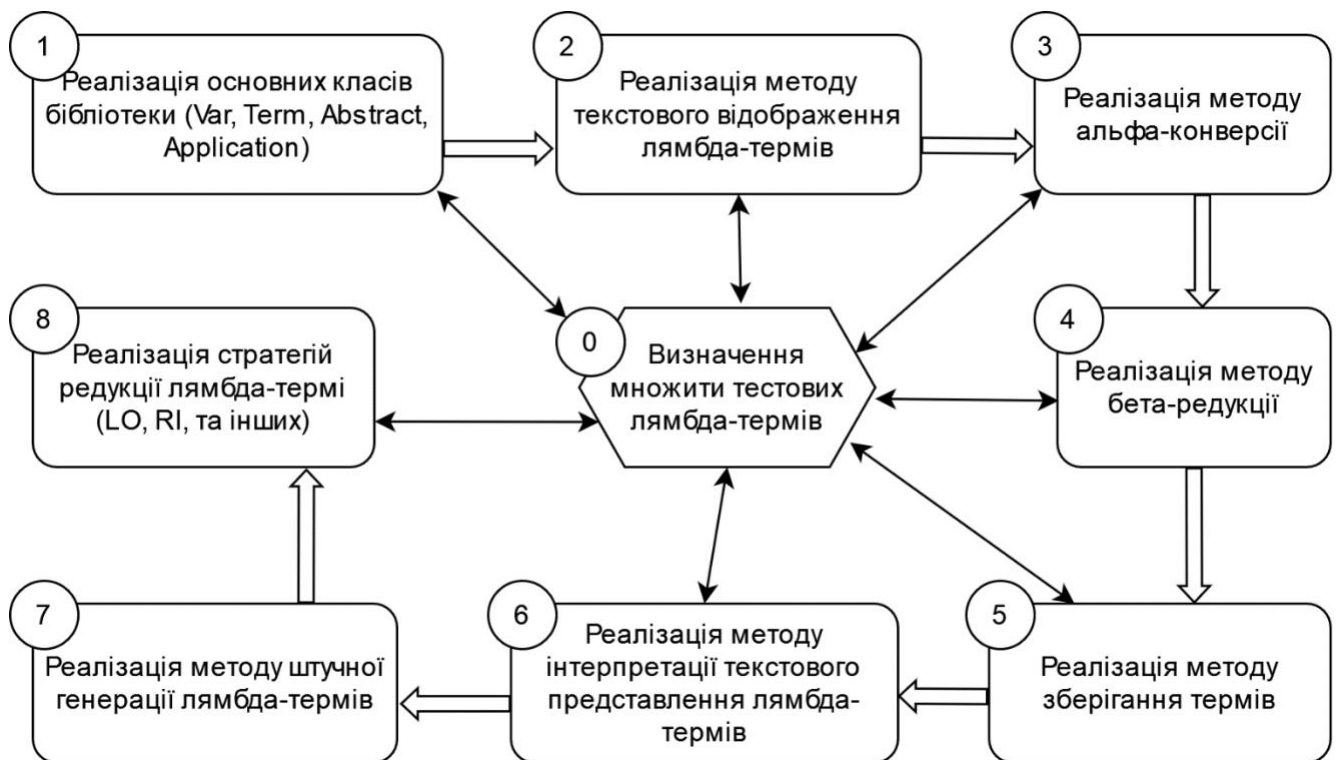 1
Реалізація основних класів
бібліотеки (Var, Term, Abstract,
Application)
2
Реалізація методу
текстового відображення
лямбда-термів
3
Реалізація методу
альфа-конверсії
8
Реалізація стратегій
редукції лямбда-термі
(LO, RI, та інших)
0
Визначення
множити тестових
лямбда-термів
4
Реалізація методу
бета-редукції
7
Реалізація методу штучної
генерації лямбда-термів
6
Реалізація методу
інтерпретації текстового
представлення лямбда-
термів
5
Реалізація методу
зберігання термів